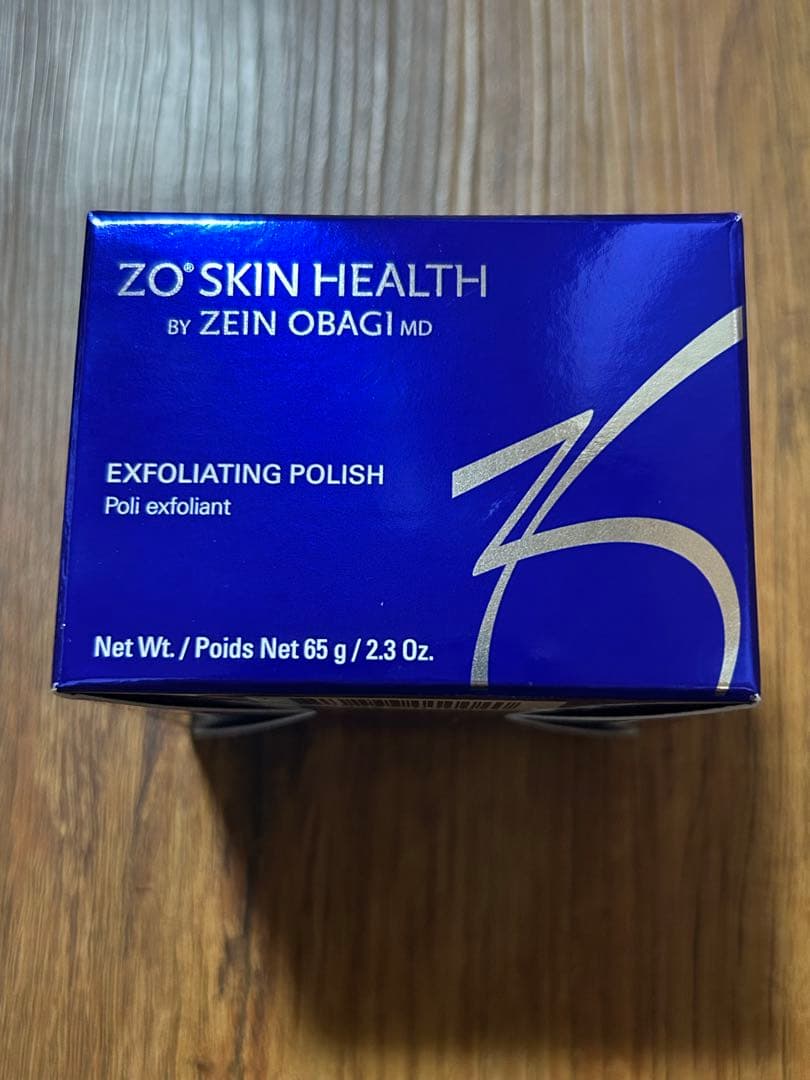 ZO® SKIN HEALTH
BY ZEIN OBAGI MD
EXFOLIATING POLISH
Poli exfoliant
Net Wt. / Poids Net 65 g / 2.3 Oz.